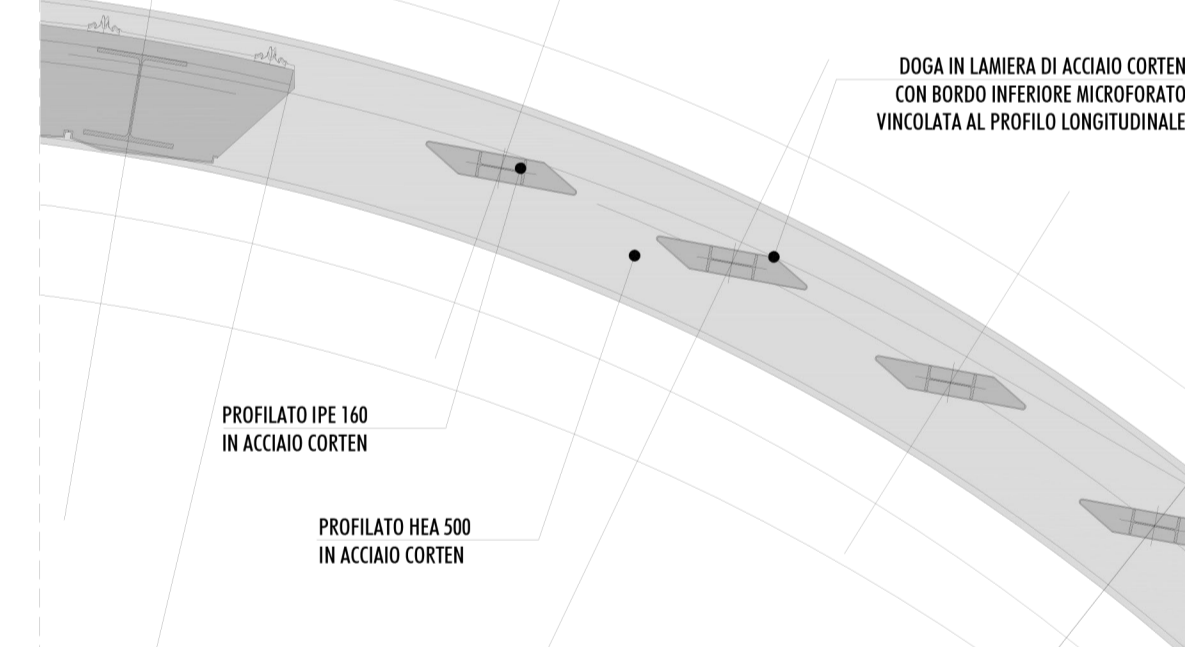 DOGA IN LAMIERA DI ACCIAIO CORTEN
CON BORDO INFERIORE MICROFORATO
VINCOLATA AL PROFILO LONGITUDINALE
PROFILATO IPE 160
IN ACCIAIO CORTEN
PROFILATO HEA 500
IN ACCIAIO CORTEN